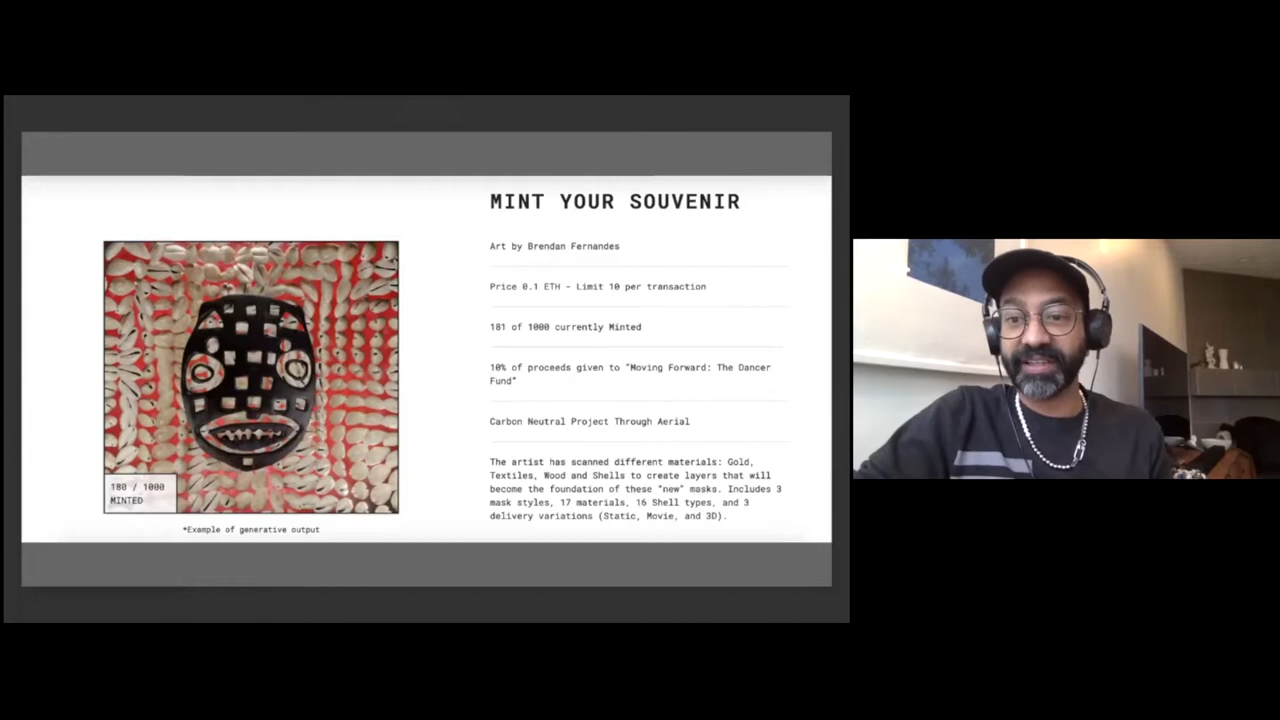 MINT YOUR SOUVENIR
Art by Brendan Fernandes
Price 0.1 ETH - Limit 10 per transaction
181 of 1000 currently Minted
10% of proceeds given to "Moving Forward: The Dancer
Fund"
Carbon Neutral Project Through Aerial
The artist has scanned different materials: Gold,
Textiles, Wood and Shells to create layers that will
become the foundation of these "new" masks. Includes 3
mask styles, 17 materials, 16 Shell types, and 3
delivery variations (Static, Movie, and 3D).
180 / 1000
MINTED
*Example of generative output